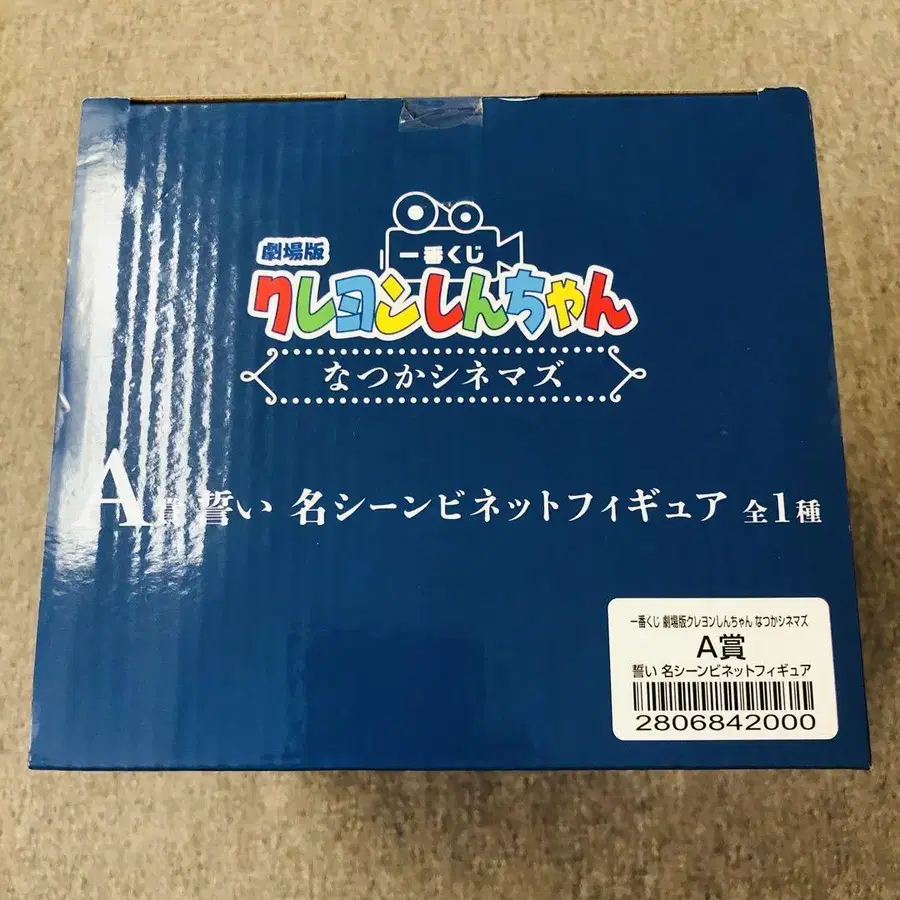 劇場版
一番くじ
クレヨンしんちゃん
なつかシネマズ
A賞 誓い 名シーンビネットフィギュア 全1種
一番くじ 劇場版クレヨンしんちゃん なつかシネマズ
A賞
誓い 名シーンビネットフィギュア
2806842000